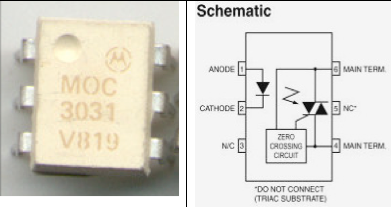 MOC
3031
V819
Schematic
ANODE 1
6 MAIN TERM.
CATHODE 2
5 NC*
N/C 3
ZERO
CROSSING
CIRCUIT
4 MAIN TERM.
*DO NOT CONNECT
(TRIAC SUBSTRATE)